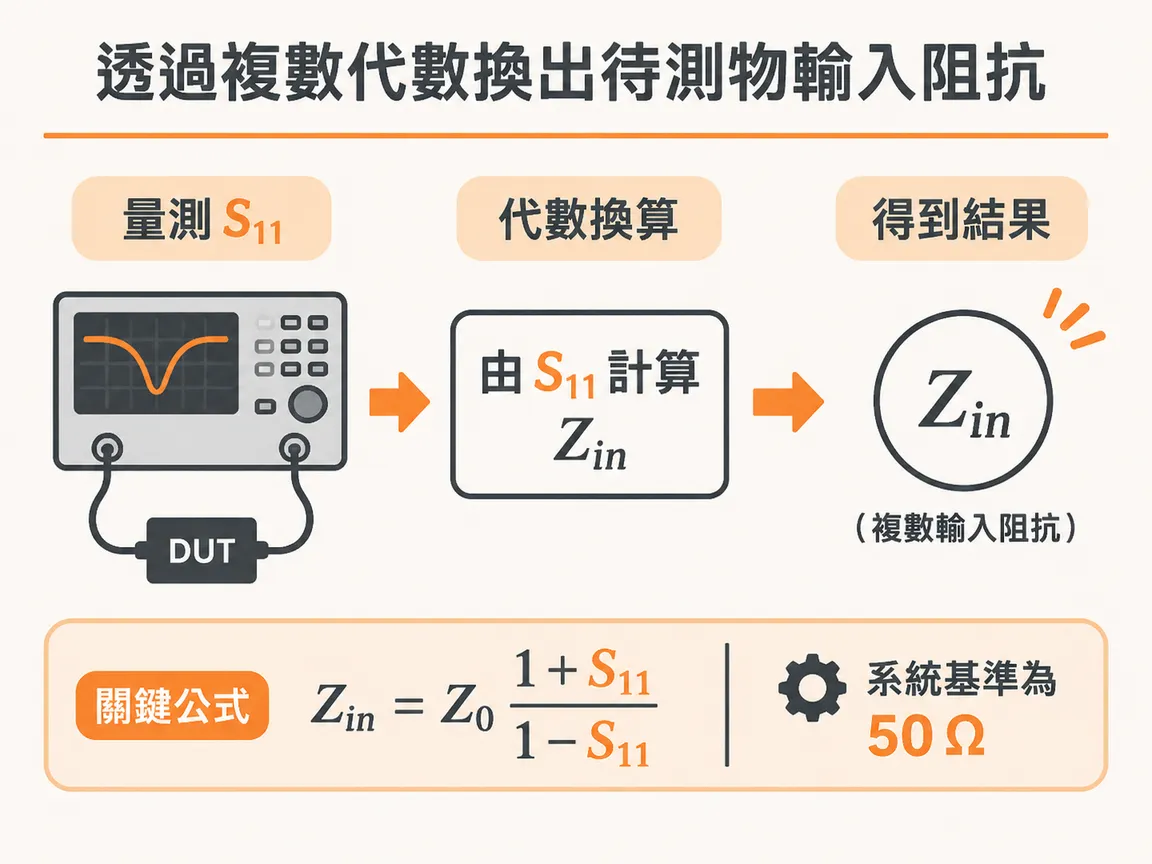 透過複數代數換出待測物輸入阻抗
量測 S₁₁
代數換算
得到結果
由 S₁₁ 計算
Zᵢₙ
Zᵢₙ
(複數輸入阻抗)
DUT
關鍵公式
Zᵢₙ = Z₀ (1 + S₁₁) / (1 − S₁₁)
系統基準為
50 Ω